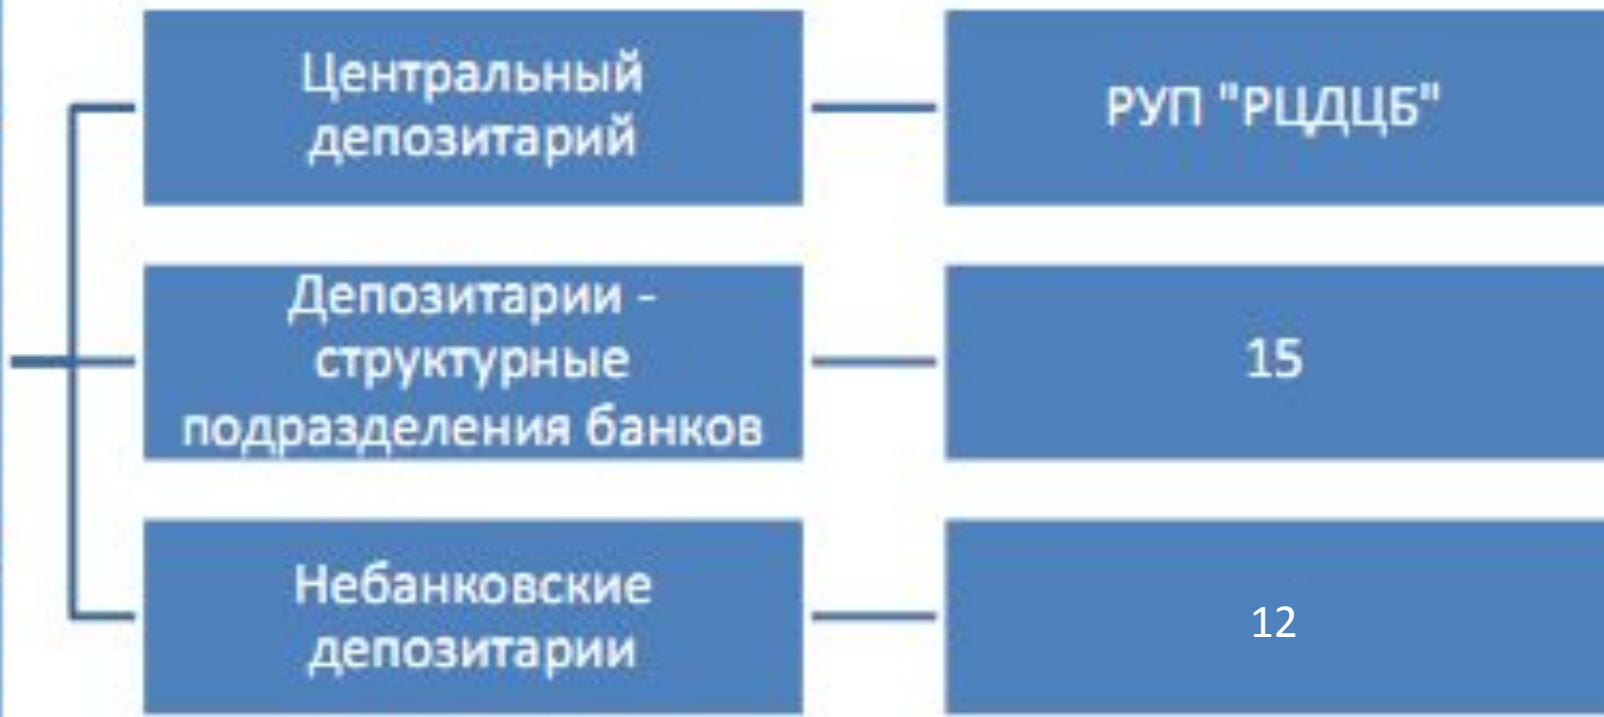 Центральный
депозитарий
РУП "РЦДЦБ"
Депозитарии -
структурные
подразделения банков
15
Небанковские
депозитарии
12